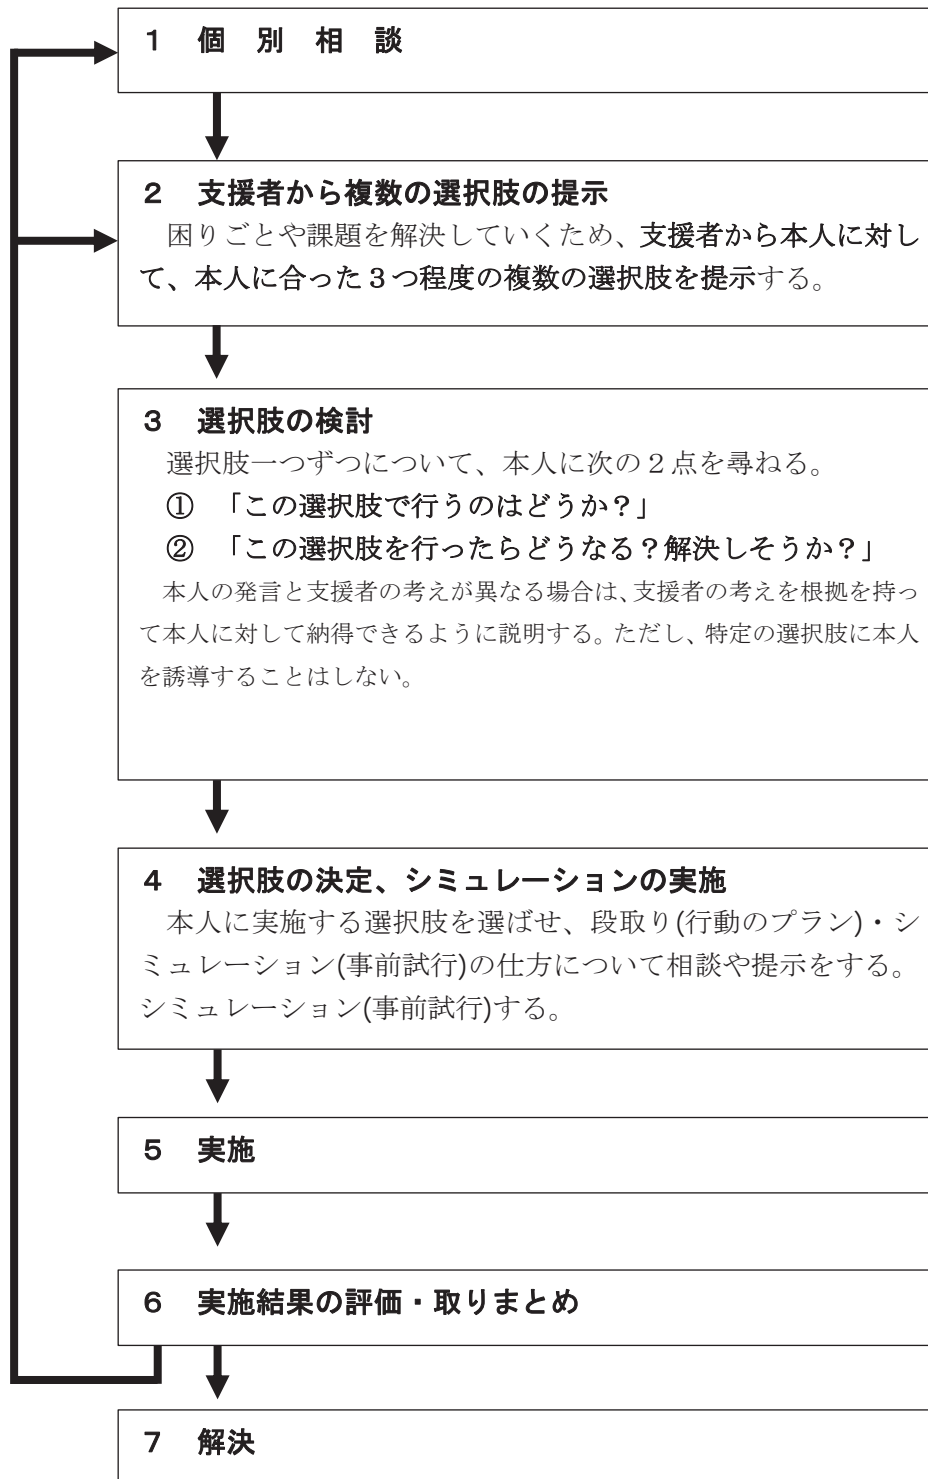 １　個　別　相　談
２　支援者から複数の選択肢の提示
困りごとや課題を解決していくため、支援者から本人に対し
て、本人に合った３つ程度の複数の選択肢を提示する。
３　選択肢の検討
選択肢一つずつについて、本人に次の２点を尋ねる。
①　「この選択肢で行うのはどうか？」
②　「この選択肢を行ったらどうなる？解決しそうか？」
本人の発言と支援者の考えが異なる場合は、支援者の考えを根拠を持っ
て本人に対して納得できるように説明する。ただし、特定の選択肢に本人
を誘導することはしない。
４　選択肢の決定、シミュレーションの実施
本人に実施する選択肢を選ばせ、段取り(行動のプラン)・シ
ミュレーション(事前試行)の仕方について相談や提示をする。
シミュレーション(事前試行)する。
５　実施
６　実施結果の評価・取りまとめ
７　解決